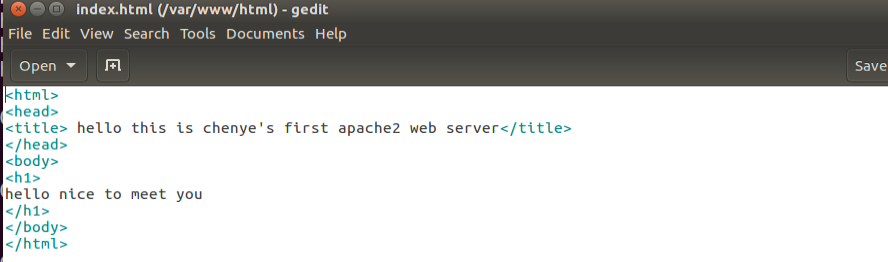 index.html (/var/www/html) - gedit
File Edit View Search Tools Documents Help
Open Save
<html>
<head>
<title> hello this is chenye's first apache2 web server</title>
</head>
<body>
<h1>
hello nice to meet you
</h1>
</body>
</html>